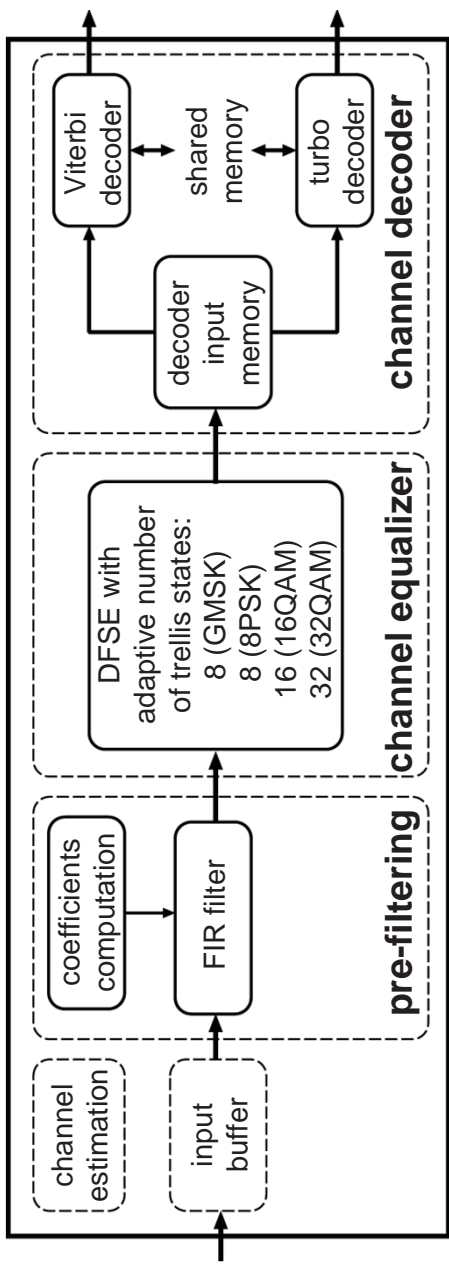 channel
estimation
input
buffer
coefficients
computation
FIR filter
pre-filtering
DFSE with
adaptive number
of trellis states:
8 (GMSK)
8 (8PSK)
16 (16QAM)
32 (32QAM)
channel equalizer
decoder
input
memory
Viterbi
decoder
shared
memory
turbo
decoder
channel decoder